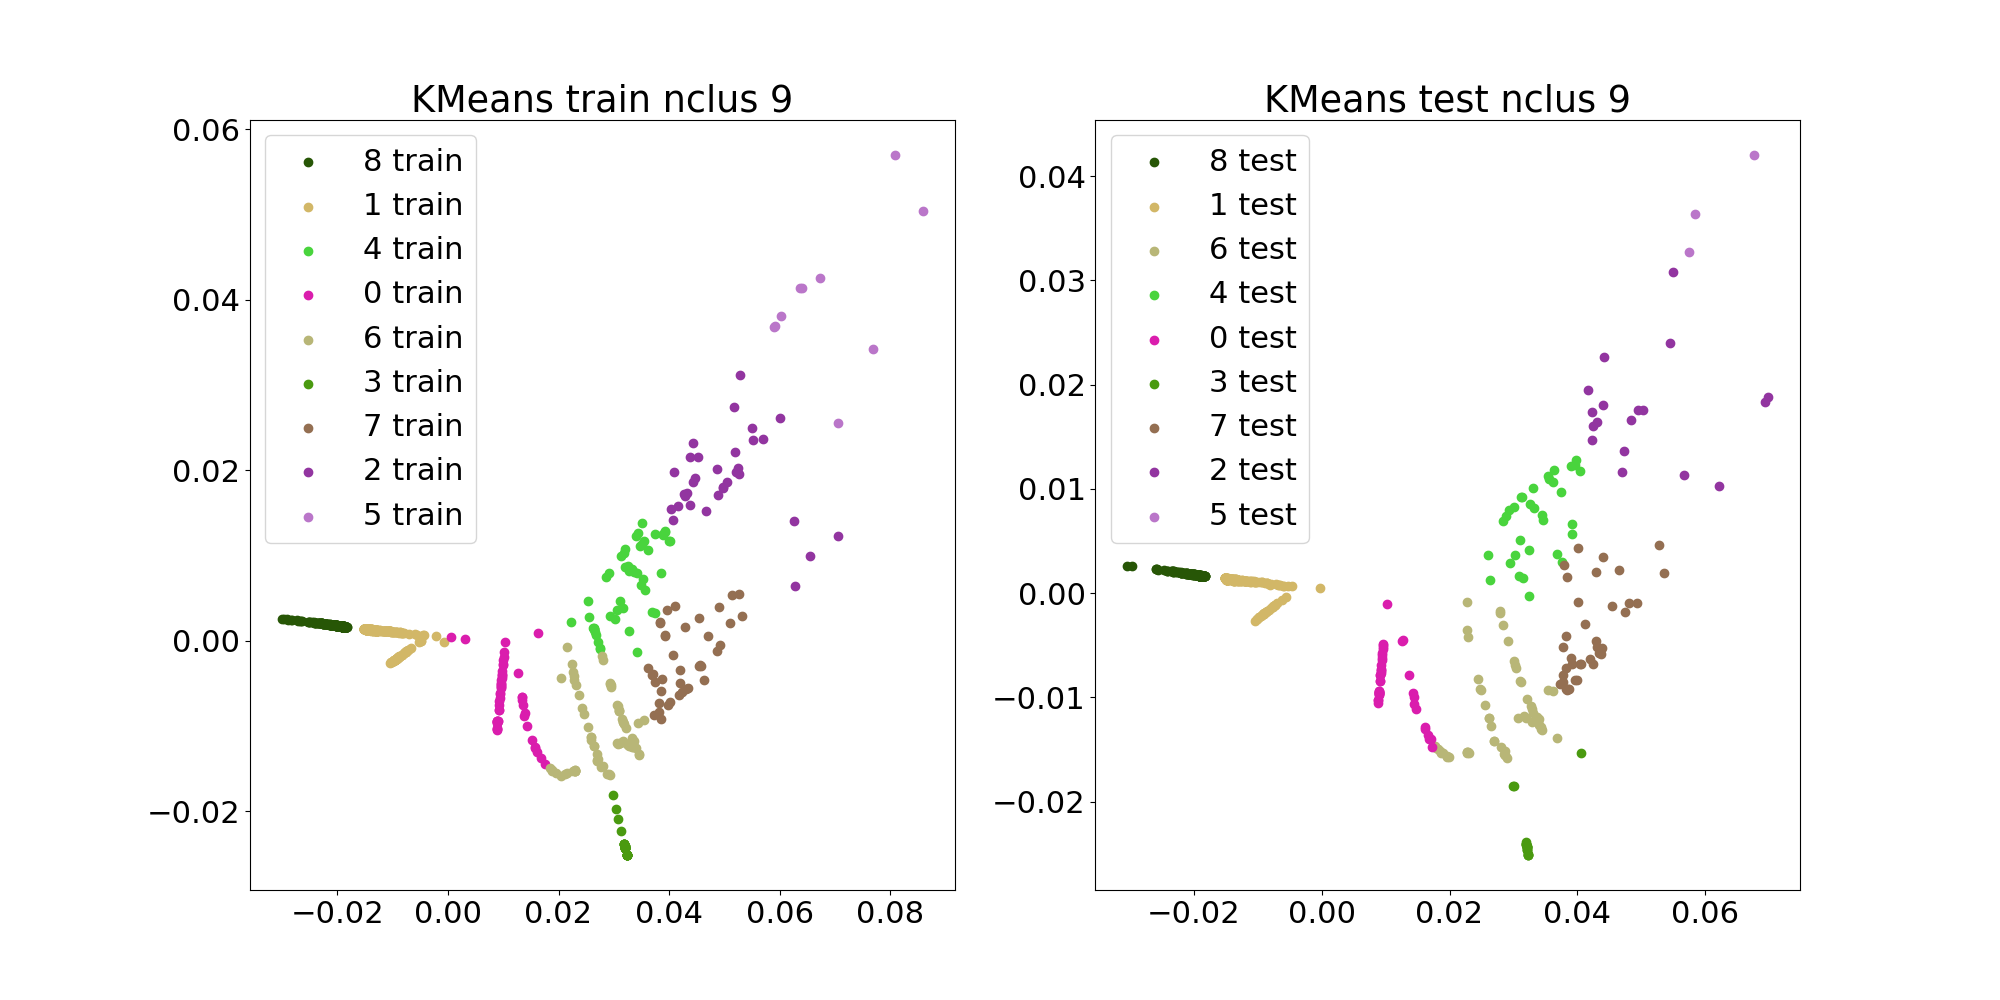 KMeans train nclus 9
0.06
0.04
0.02
0.00
−0.02
8 train
1 train
4 train
0 train
6 train
3 train
7 train
2 train
5 train
−0.02 0.00 0.02 0.04 0.06 0.08
KMeans test nclus 9
0.04
0.03
0.02
0.01
0.00
−0.01
−0.02
8 test
1 test
6 test
4 test
0 test
3 test
7 test
2 test
5 test
−0.02 0.00 0.02 0.04 0.06